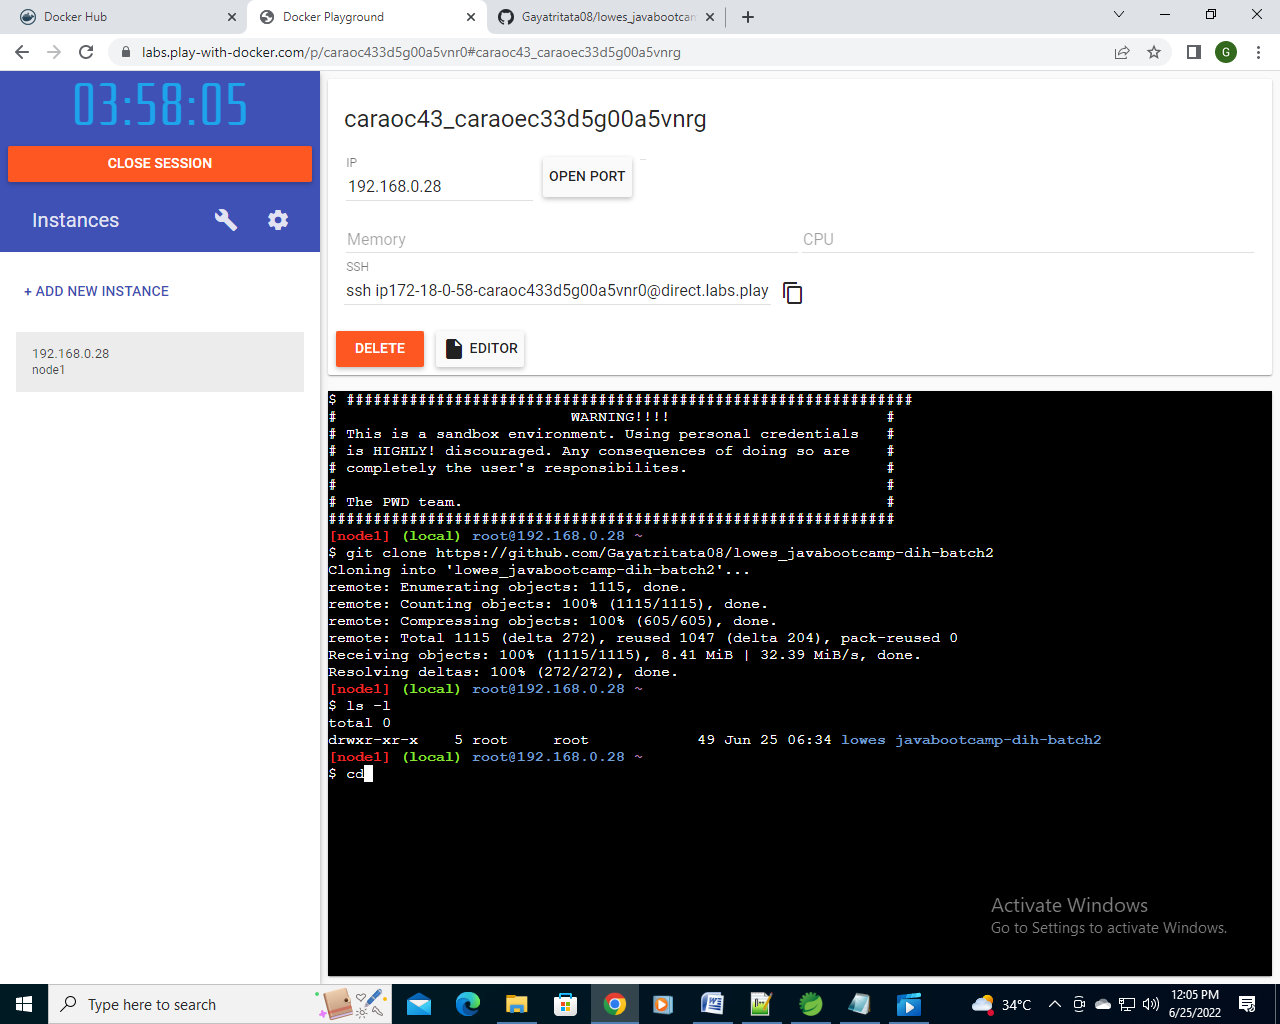 Docker Hub
Docker Playground
Gayatritata08/lowes_javabootcam
labs.play-with-docker.com/p/caraoc433d5g00a5vnr0#caraoc43_caraoec33d5g00a5vnrg
G
03:58:05
CLOSE SESSION
Instances
+ ADD NEW INSTANCE
192.168.0.28
node1
caraoc43_caraoec33d5g00a5vnrg
IP
192.168.0.28
OPEN PORT
Memory
CPU
SSH
ssh ip172-18-0-58-caraoc433d5g00a5vnr0@direct.labs.play
DELETE
EDITOR
$ ###############################################################
# WARNING!!!! #
# This is a sandbox environment. Using personal credentials #
# is HIGHLY! discouraged. Any consequences of doing so are #
# completely the user's responsibilites. #
# #
# The PWD team. #
###############################################################
[node1] (local) root@192.168.0.28 ~
$ git clone https://github.com/Gayatritata08/lowes_javabootcamp-dih-batch2
Cloning into 'lowes_javabootcamp-dih-batch2'...
remote: Enumerating objects: 1115, done.
remote: Counting objects: 100% (1115/1115), done.
remote: Compressing objects: 100% (605/605), done.
remote: Total 1115 (delta 272), reused 1047 (delta 204), pack-reused 0
Receiving objects: 100% (1115/1115), 8.41 MiB | 32.39 MiB/s, done.
Resolving deltas: 100% (272/272), done.
[node1] (local) root@192.168.0.28 ~
$ ls -l
total 0
drwxr-xr-x 5 root root 49 Jun 25 06:34 lowes_javabootcamp-dih-batch2
[node1] (local) root@192.168.0.28 ~
$ cd
Activate Windows
Go to Settings to activate Windows.
Type here to search
34°C
12:05 PM
6/25/2022